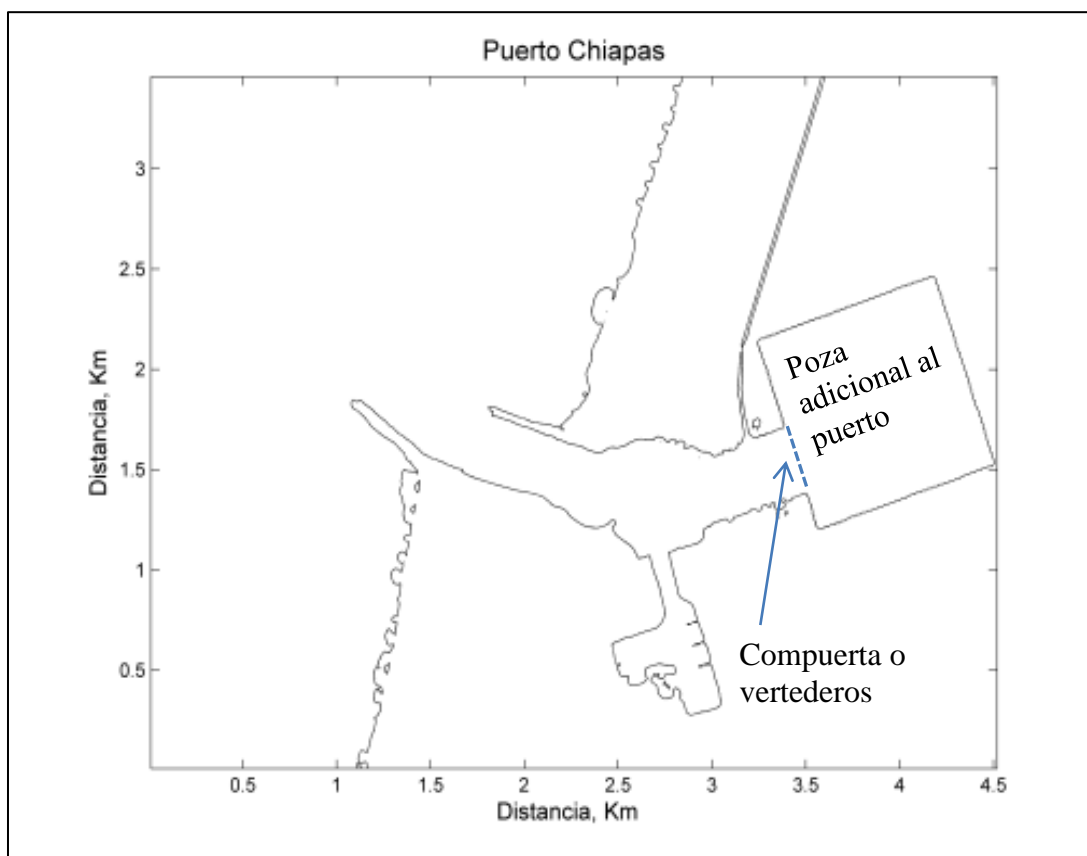 Puerto Chiapas
Distancia, Km
3
2.5
2
1.5
1
0.5
Poza
adicional al
puerto
Compuerta o
vertederos
0.5
1
1.5
2
2.5
3
3.5
4
4.5
Distancia, Km